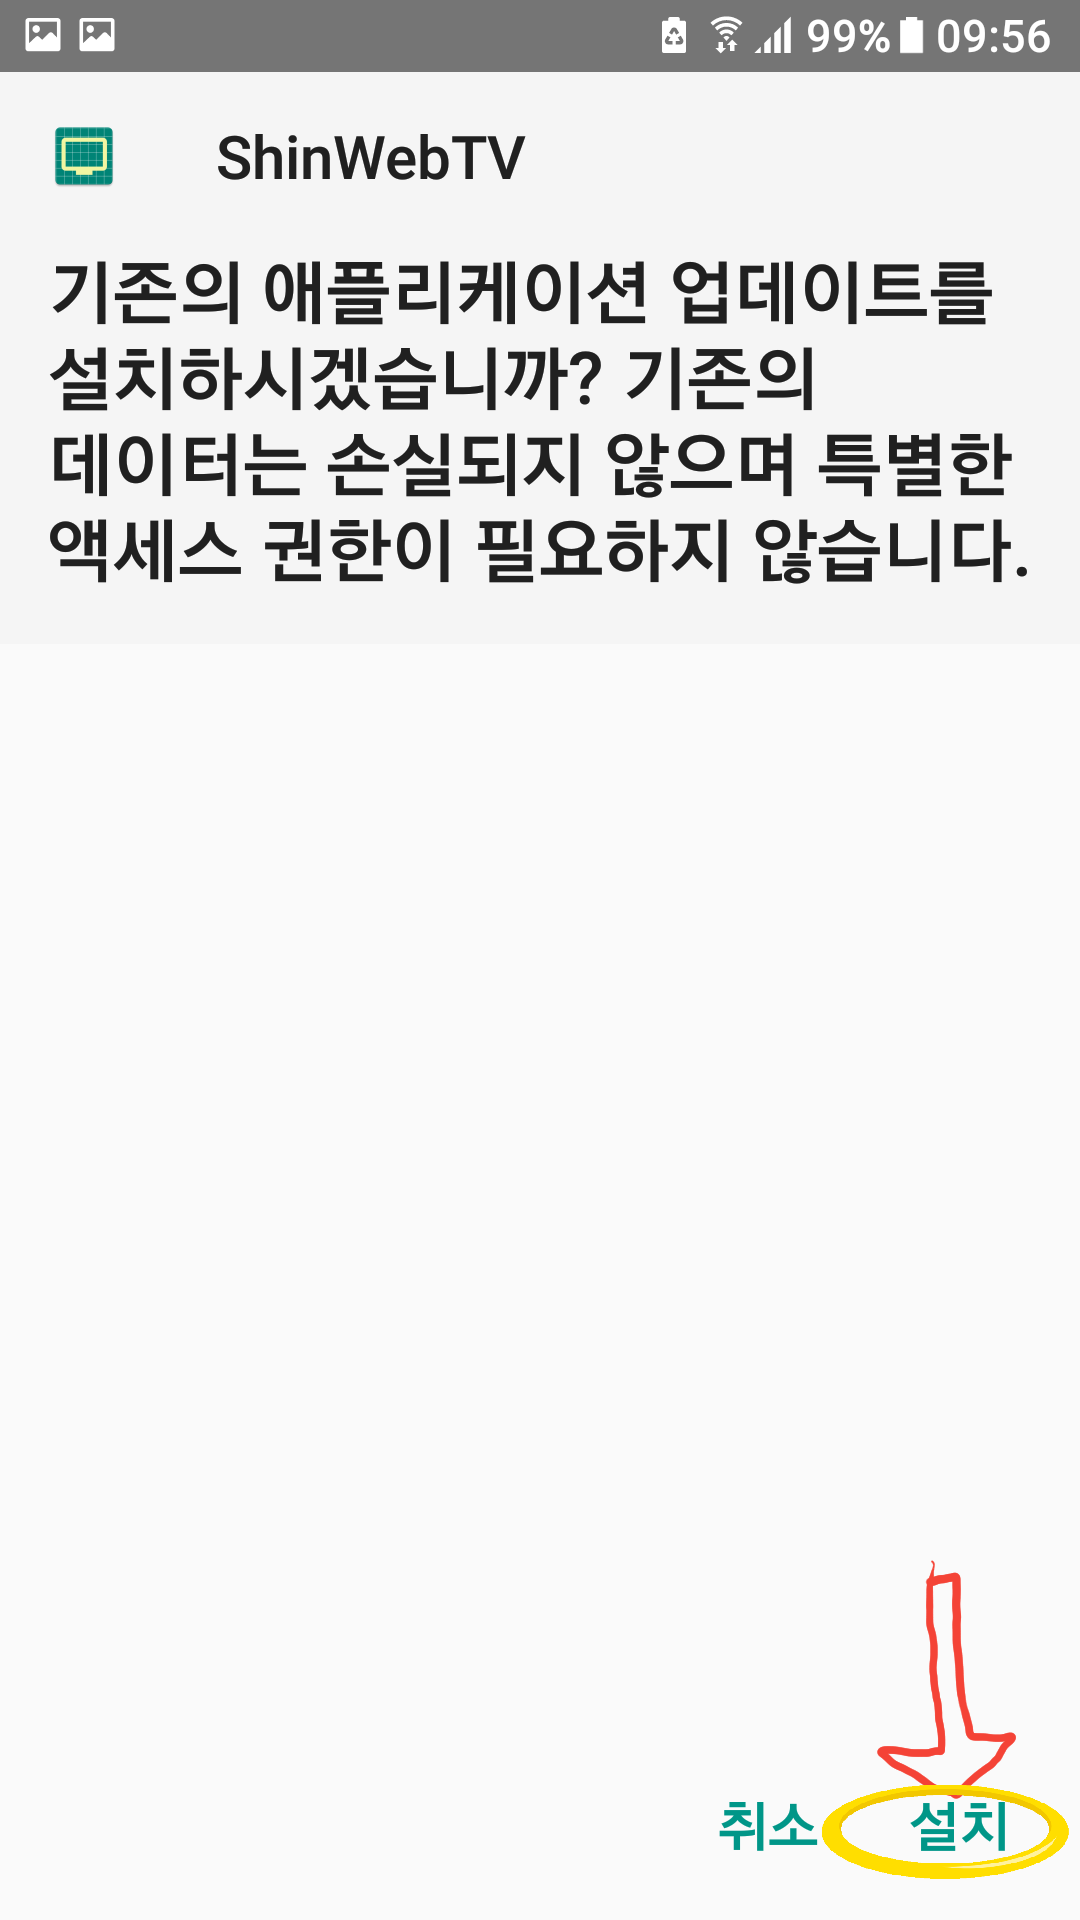 99% 09:56
ShinWebTV
기존의 애플리케이션 업데이트를
설치하시겠습니까? 기존의
데이터는 손실되지 않으며 특별한
액세스 권한이 필요하지 않습니다.
취소 설치